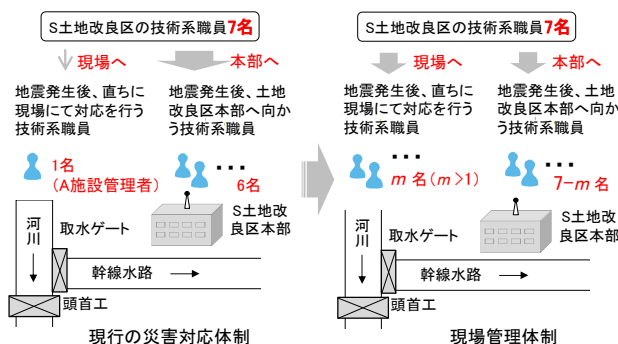 S土地改良区の技術系職員7名
現場へ
本部へ
地震発生後、直ちに
現場にて対応を行う
技術系職員
地震発生後、土地
改良区本部へ向か
う技術系職員
1名
(A施設管理者)
・・・
6名
河川
取水ゲート
S土地改
良区本部
幹線水路
頭首工
現行の災害対応体制
S土地改良区の技術系職員7名
現場へ
本部へ
地震発生後、直ちに
現場にて対応を行う
技術系職員
地震発生後、土地
改良区本部へ向か
う技術系職員
・・・
m 名(m >1)
・・・
7-m 名
河川
取水ゲート
S土地改
良区本部
幹線水路
頭首工
現場管理体制